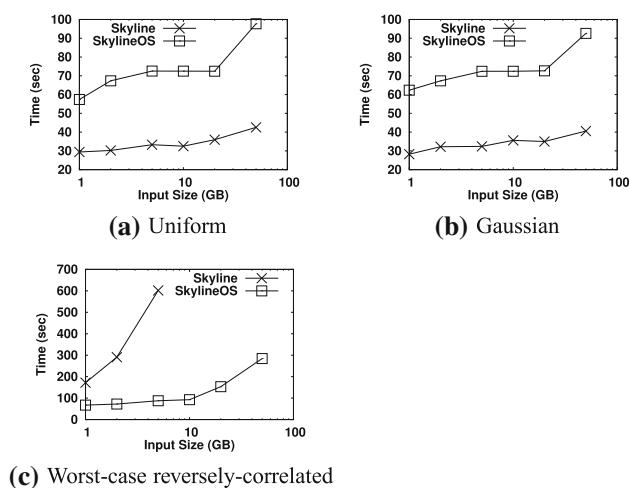 100
90
80
70
60
50
40
30
20
Time (sec)
Skyline
SkylineOS
1
10
100
Input Size (GB)
(a) Uniform
100
90
80
70
60
50
40
30
20
Time (sec)
Skyline
SkylineOS
1
10
100
Input Size (GB)
(b) Gaussian
700
600
500
400
300
200
100
0
Time (sec)
Skyline
SkylineOS
1
10
100
Input Size (GB)
(c) Worst-case reversely-correlated